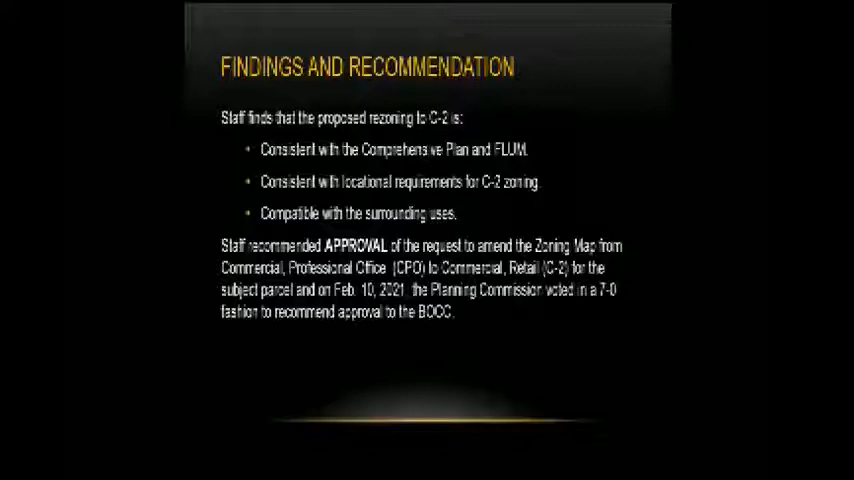 FINDINGS AND RECOMMENDATION
Staff finds that the proposed rezoning to C-2 is:
• Consistent with the Comprehensive Plan and FLUM.
• Consistent with locational requirements for C-2 zoning.
• Compatible with the surrounding uses.
Staff recommended APPROVAL of the request to amend the Zoning Map from
Commercial, Professional Office (CPO) to Commercial, Retail (C-2) for the
subject parcel and on Feb. 10, 2021, the Planning Commission voted in a 7-0
fashion to recommend approval to the BOCC.